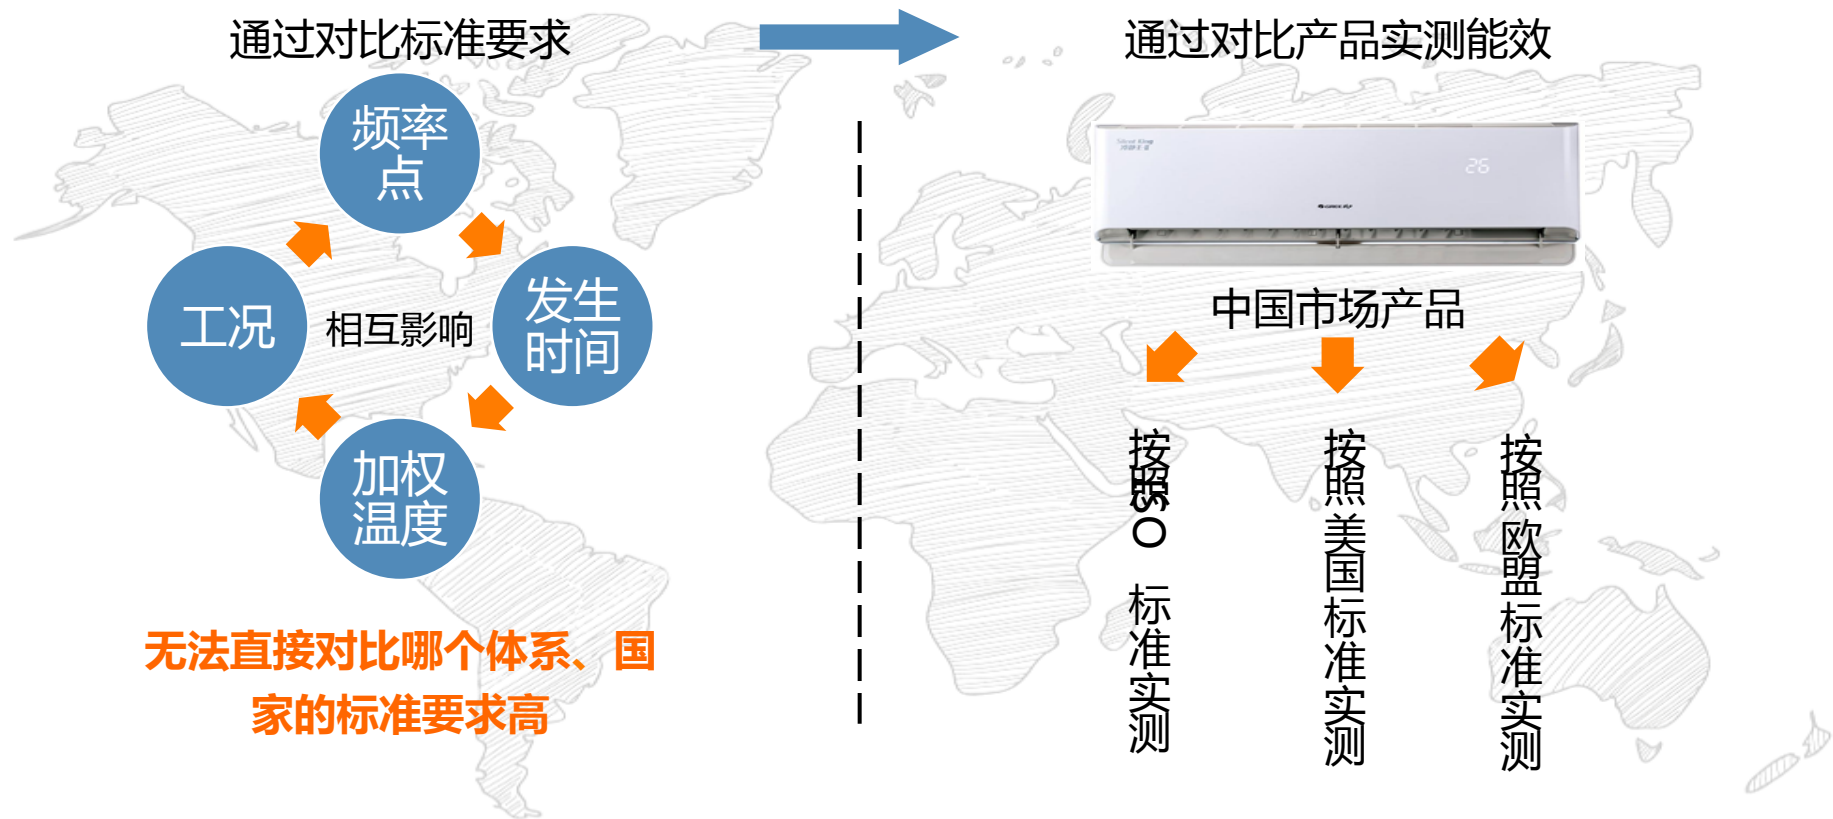 通过对比标准要求
频率
点
工况
相互影响
发生
时间
加权
温度
无法直接对比哪个体系、国
家的标准要求高
通过对比产品实测能效
26
中国市场产品
按照ISO 标准实测
按照美国标准实测
按照欧盟标准实测